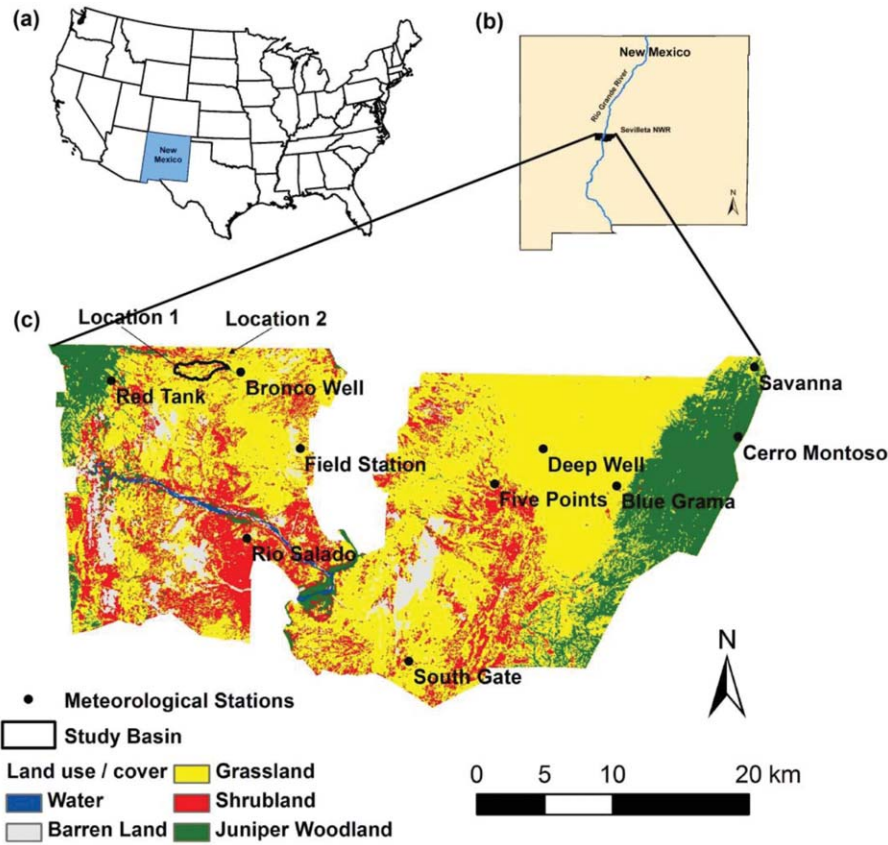 (a)
New
Mexico
(b)
New Mexico
Rio Grande River
Sevilleta NWR
N
(c)
Location 1
Location 2
Red Tank
Bronco Well
Savanna
Cerro Montoso
Field Station
Deep Well
Five Points
Blue Grama
Rio Salado
South Gate
N
Meteorological Stations
Study Basin
Land use / cover
Grassland
Water
Shrubland
Barren Land
Juniper Woodland
0 5 10 20 km